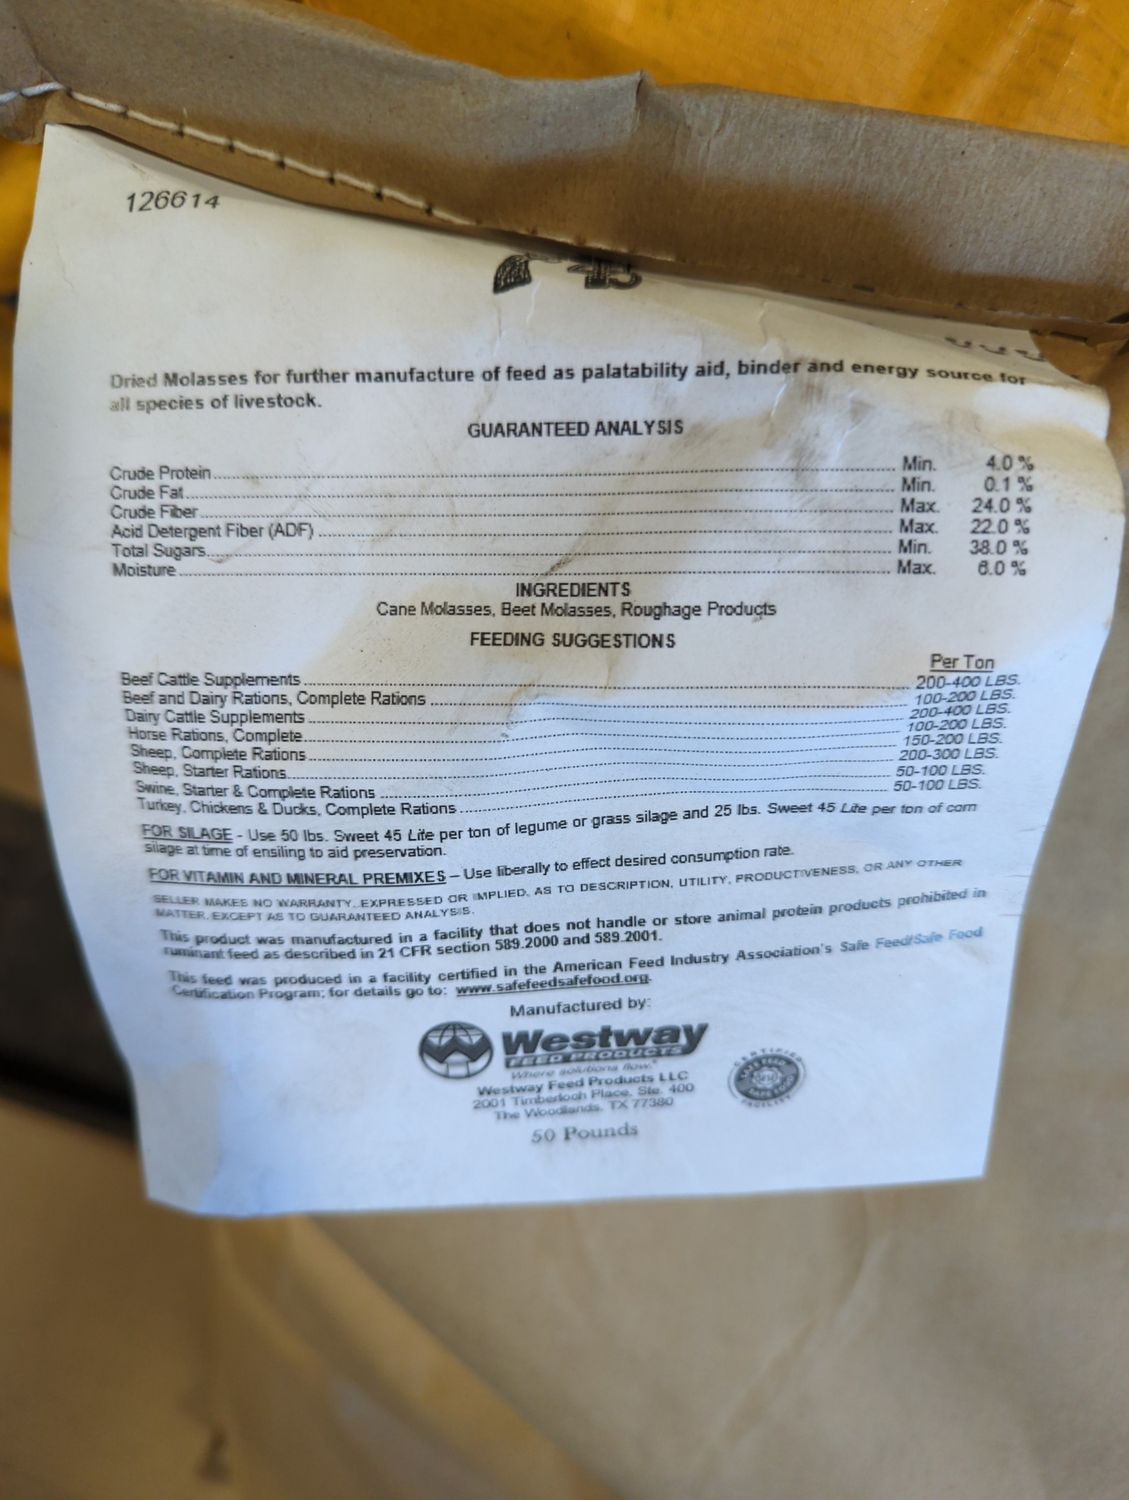 126614
Dried Molasses for further manufacture of feed as palatability aid, binder and energy source for
all species of livestock.
GUARANTEED ANALYSIS
Crude Protein Min. 4.0 %
Crude Fat Min. 0.1 %
Crude Fiber Max. 24.0 %
Acid Detergent Fiber (ADF) Max. 22.0 %
Total Sugars Min. 38.0 %
Moisture Max. 6.0 %
INGREDIENTS
Cane Molasses, Beet Molasses, Roughage Products
FEEDING SUGGESTIONS
Per Ton
Beef Cattle Supplements 200-400 LBS.
Beef and Dairy Rations, Complete Rations 100-200 LBS.
Dairy Cattle Supplements 200-400 LBS.
Horse Rations, Complete 100-200 LBS.
Sheep, Complete Rations 150-200 LBS.
Sheep, Starter Rations 200-300 LBS.
Swine, Starter & Complete Rations 50-100 LBS.
Turkey, Chickens & Ducks, Complete Rations 50-100 LBS.
FOR SILAGE - Use 50 lbs. Sweet 45 Lite per ton of legume or grass silage and 25 lbs. Sweet 45 Lite per ton of corn
silage at time of ensiling to aid preservation.
FOR VITAMIN AND MINERAL PREMIXES – Use liberally to effect desired consumption rate.
SELLER MAKES NO WARRANTY, EXPRESSED OR IMPLIED, AS TO DESCRIPTION, UTILITY, PRODUCTIVENESS, OR ANY OTHER
MATTER, EXCEPT AS TO GUARANTEED ANALYSIS.
This product was manufactured in a facility that does not handle or store animal protein products prohibited in
ruminant feed as described in 21 CFR section 589.2000 and 589.2001.
This feed was produced in a facility certified in the American Feed Industry Association's Safe Feed/Safe Food
Certification Program; for details go to: www.safefeedsafefood.org.
Manufactured by:
Westway
FEED PRODUCTS
Where solutions flow.
Westway Feed Products LLC
2001 Timberloch Place, Ste. 400
The Woodlands, TX 77380
CERTIFIED
SAFE FEED
SAFE FOOD
FACILITY
50 Pounds